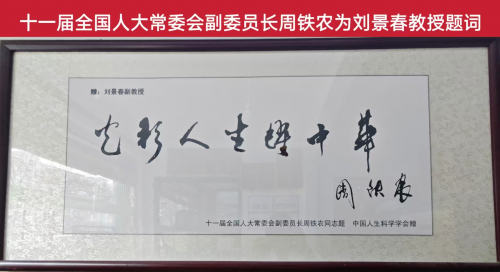 十一届全国人大常委会副委员长周铁农为刘景春教授题词
赠：刘景春副教授
光彩人生耀中华
周铁农
十一届全国人大常委会副委员长周铁农同志题 中国人生科学学会赠